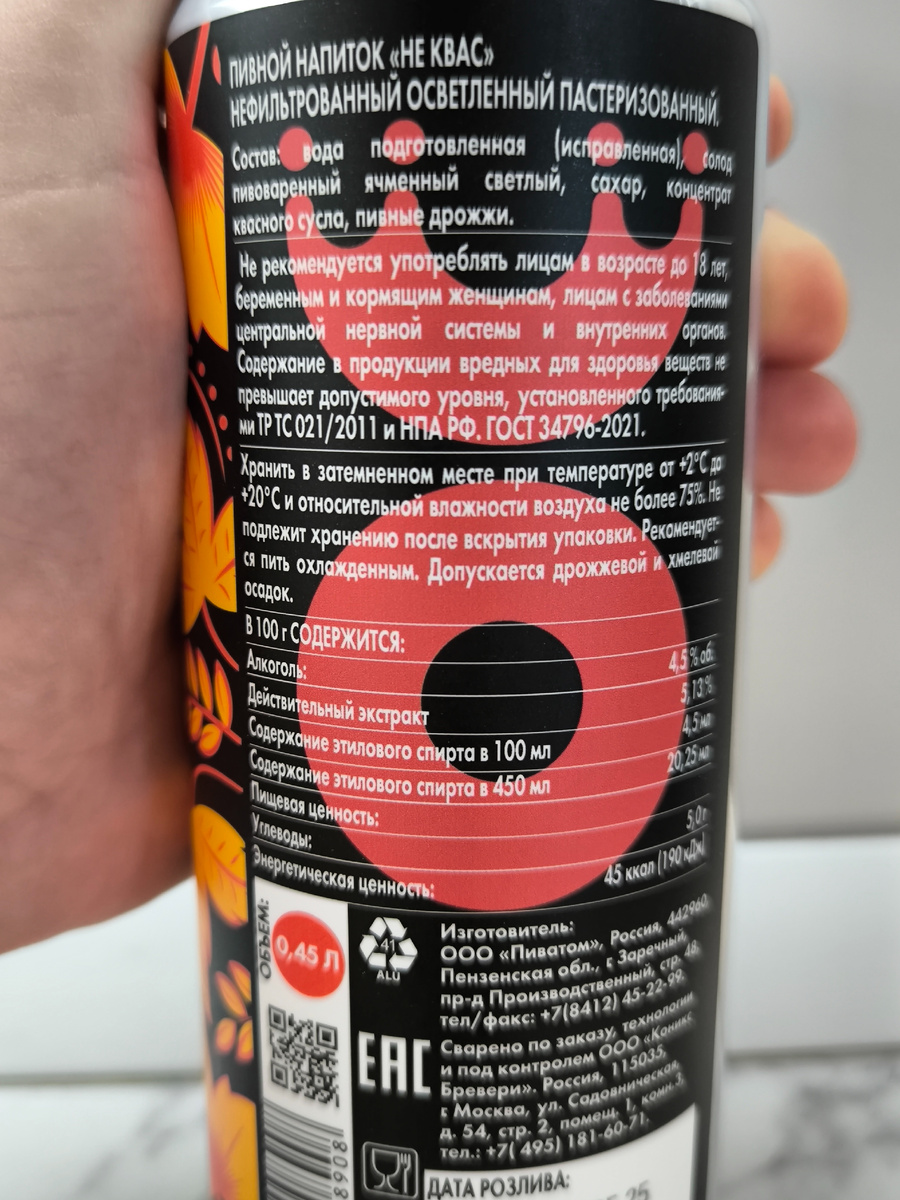 ПИВНОЙ НАПИТОК «НЕ КВАС»
НЕФИЛЬТРОВАННЫЙ ОСВЕТЛЕННЫЙ ПАСТЕРИЗОВАННЫЙ.
Состав: вода подготовленная (исправленная), солод
пивоваренный ячменный светлый, сахар, концентрат
квасного сусла, пивные дрожжи.
Не рекомендуется употреблять лицам в возрасте до 18 лет,
беременным и кормящим женщинам, лицам с заболеваниями
центральной нервной системы и внутренних органов.
Содержание в продукции вредных для здоровья веществ не
превышает допустимого уровня, установленного требования-
ми ТР ТС 021/2011 и НПА РФ. ГОСТ 34796-2021.
Хранить в затемненном месте при температуре от +2°С до
+20°С и относительной влажности воздуха не более 75%. Не
подлежит хранению после вскрытия упаковки. Рекомендует-
ся пить охлажденным. Допускается дрожжевой и хмелевой
осадок.
В 100 г СОДЕРЖИТСЯ:
Алкоголь: 4,5 % об.
Действительный экстракт 5,13 %
Содержание этилового спирта в 100 мл 4,5 мл
Содержание этилового спирта в 450 мл 20,25 мл
Пищевая ценность:
Углеводы: 5,0 г
Энергетическая ценность: 45 ккал (190 кДж)
ОБЪЕМ:
0,45 Л
41
ALU
EAC
Изготовитель:
ООО «Пиватом», Россия, 442960,
Пензенская обл., г. Заречный,
пр-д Производственный, стр. 48,
тел/факс: +7(8412) 45-22-99.
Сварено по заказу, технологии
и под контролем ООО «Коникс
Бревери». Россия, 115035,
г. Москва, ул. Садовническая,
д. 54, стр. 2, помещ. 1, комн.3,
тел.: +7( 495) 181-60-71.
ДАТА РОЗЛИВА: